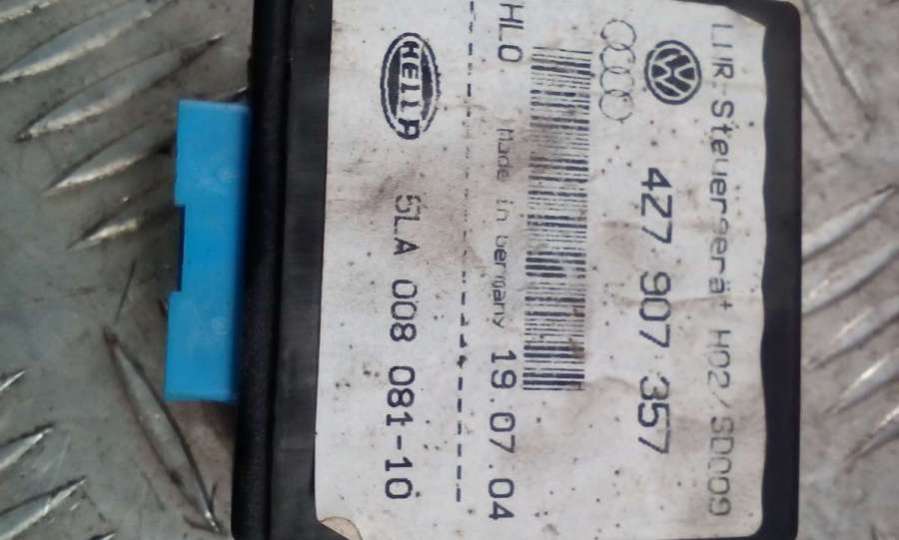 LWR-Steuergerät H02/SD009
VW
4Z7 907 357
HLO Made in Germany 19.07.04
HELLA 5LA 008 081-10